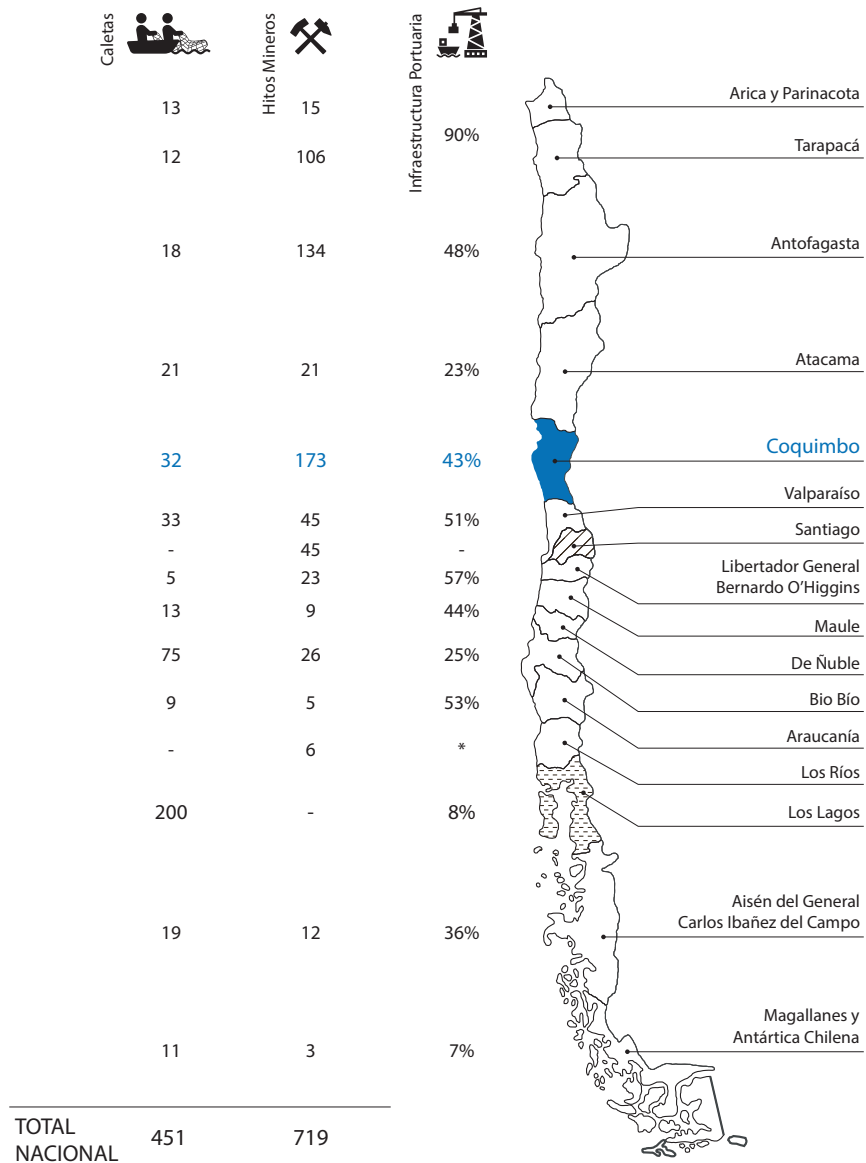 Caletas
Hitos Mineros
Infraestructura Portuaria
13 15 Arica y Parinacota
90%
12 106 Tarapacá
18 134 48% Antofagasta
21 21 23% Atacama
32 173 43% Coquimbo
33 45 51% Valparaíso
- 45 - Santiago
5 23 57% Libertador General
Bernardo O’Higgins
13 9 44% Maule
75 26 25% De Ñuble
9 5 53% Bio Bío
Araucanía
- 6 *
Los Ríos
200 - 8% Los Lagos
Aisén del General
19 12 36% Carlos Ibañez del Campo
Magallanes y
Antártica Chilena
11 3 7%
TOTAL
NACIONAL 451 719